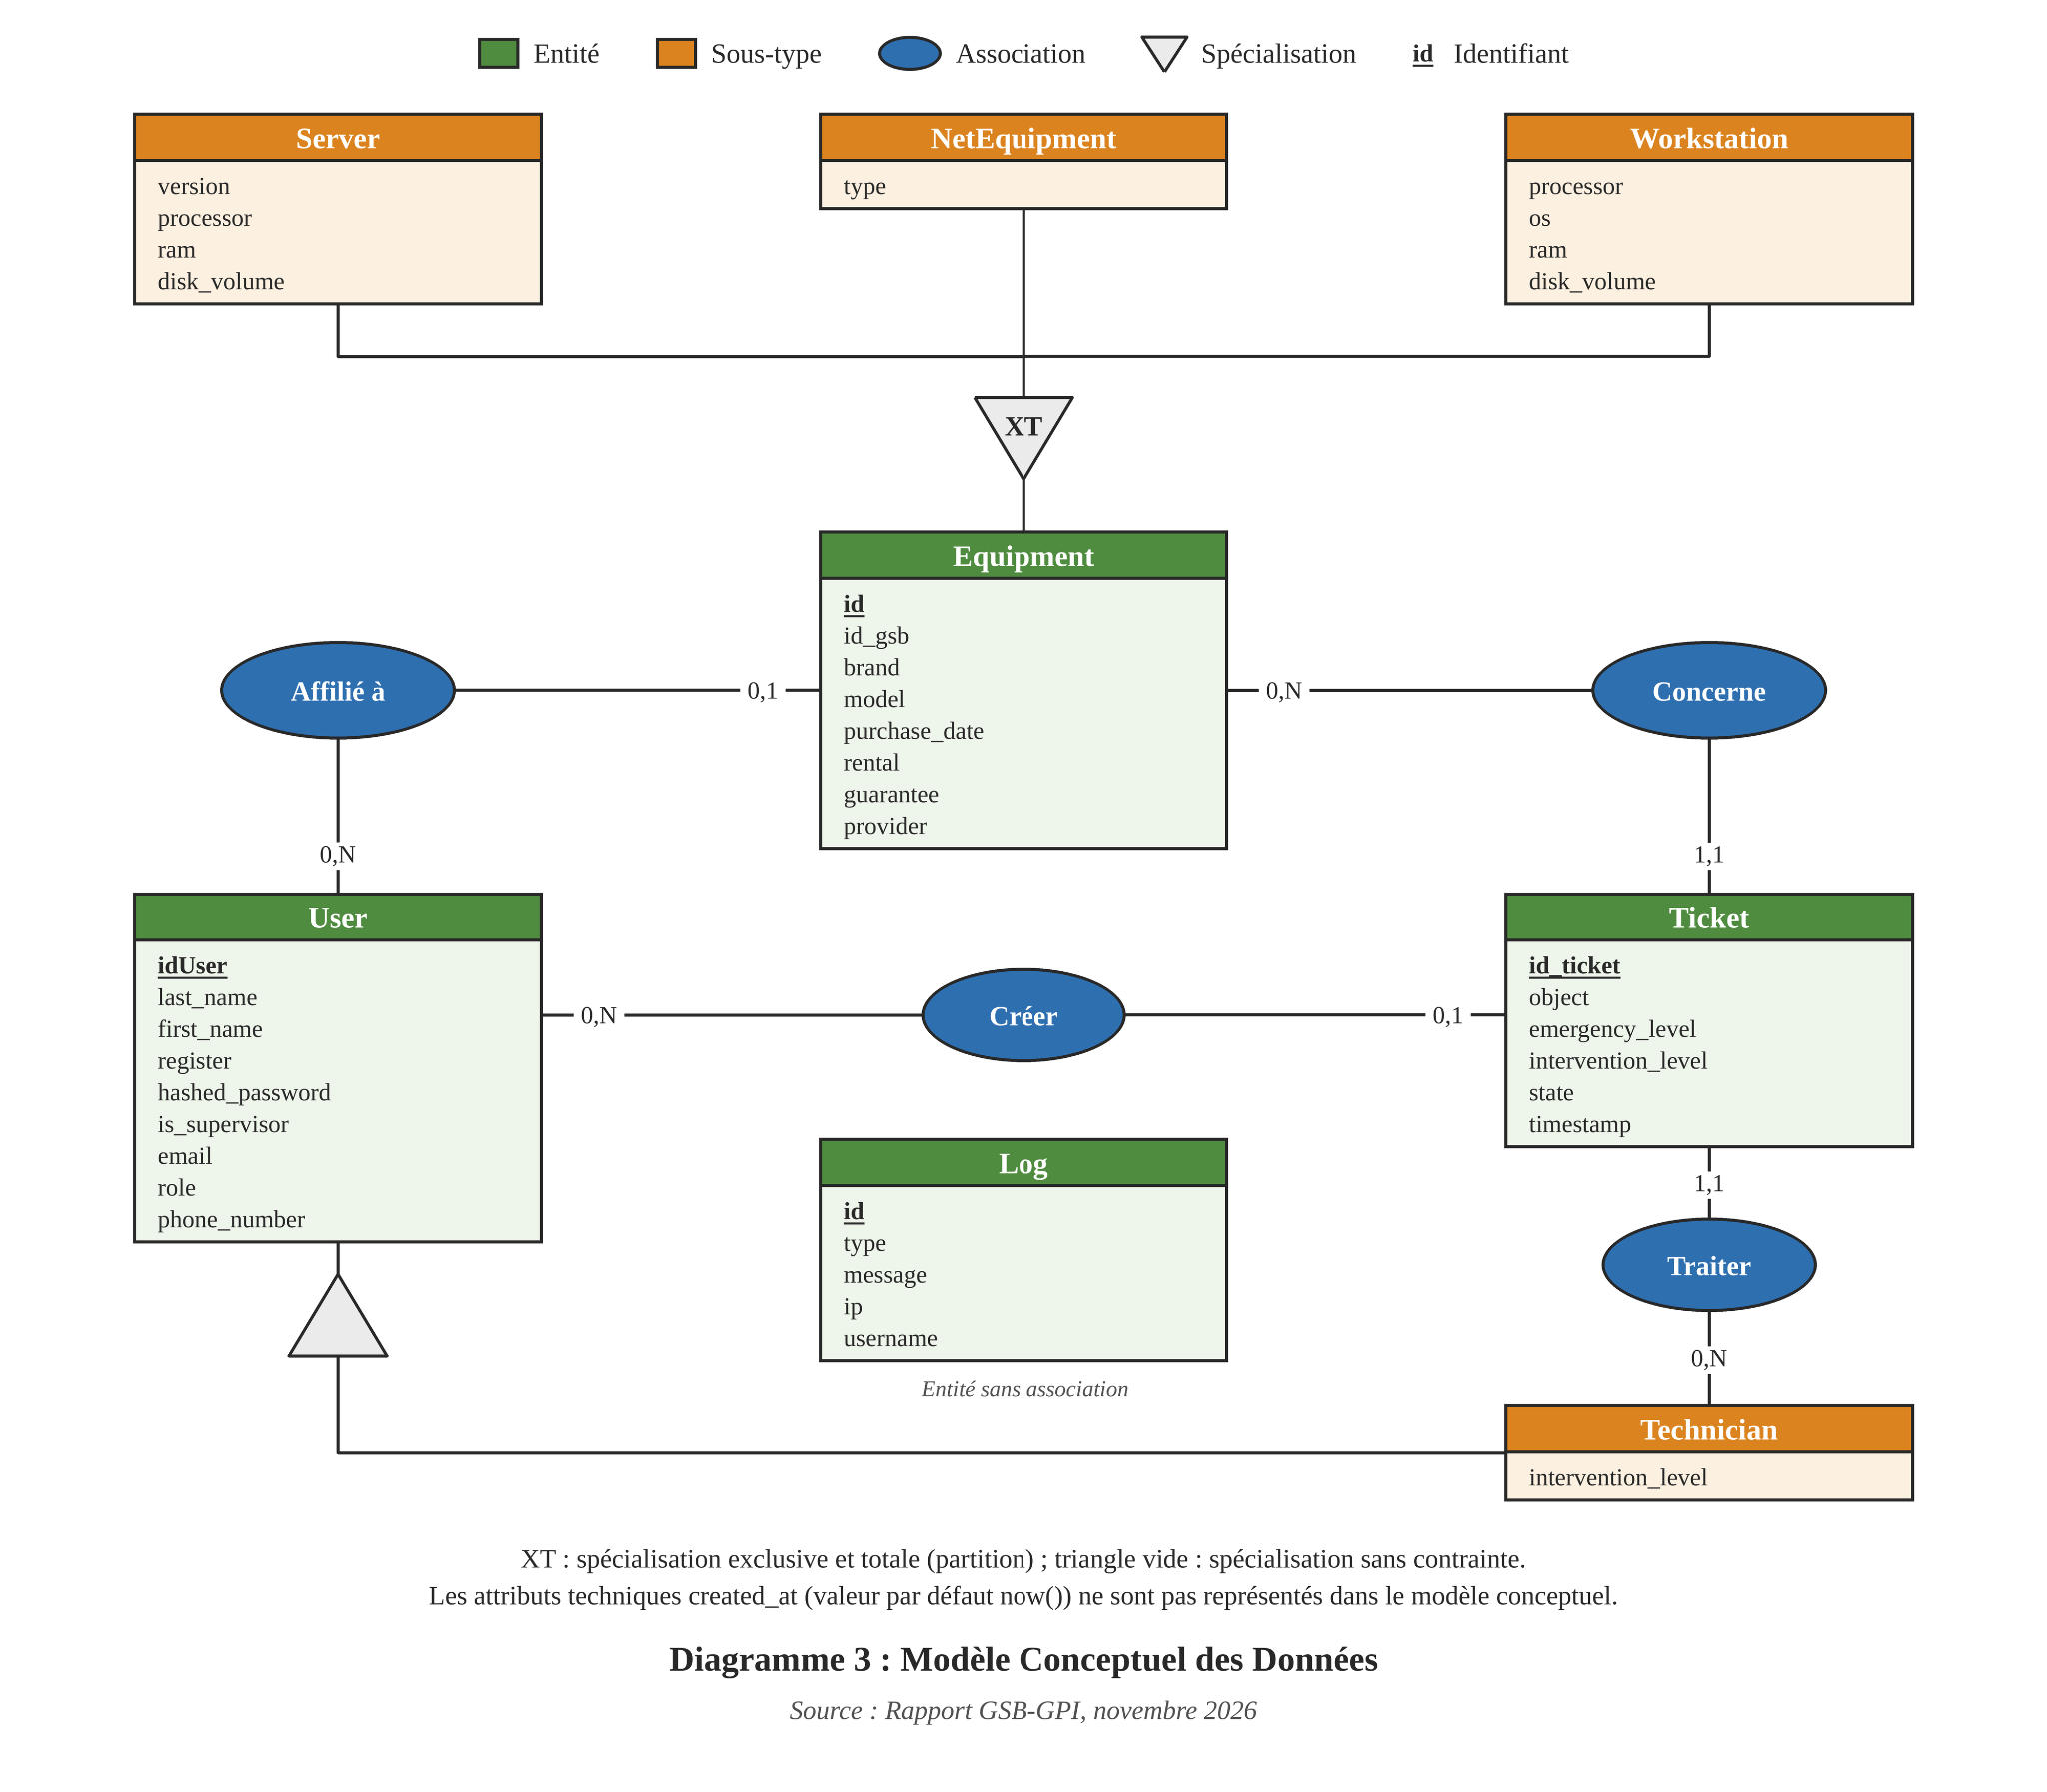 Entité
Sous-type
Association
Spécialisation
id Identifiant
Server
version
processor
ram
disk_volume
NetEquipment
type
Workstation
processor
os
ram
disk_volume
XT
Equipment
id
id_gsb
brand
model
purchase_date
rental
guarantee
provider
Affilié à
0,1
0,N
Concerne
0,N
1,1
User
idUser
last_name
first_name
register
hashed_password
is_supervisor
email
role
phone_number
0,N
Créer
0,1
Ticket
id_ticket
object
emergency_level
intervention_level
state
timestamp
Log
id
type
message
ip
username
Entité sans association
1,1
Traiter
0,N
Technician
intervention_level
XT : spécialisation exclusive et totale (partition) ; triangle vide : spécialisation sans contrainte.
Les attributs techniques created_at (valeur par défaut now()) ne sont pas représentés dans le modèle conceptuel.
Diagramme 3 : Modèle Conceptuel des Données
Source : Rapport GSB-GPI, novembre 2026